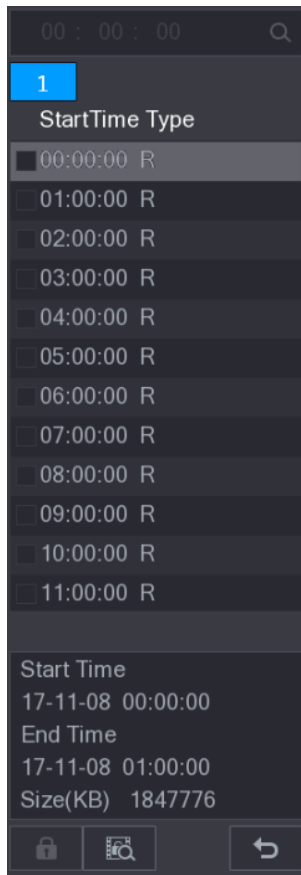 00 : 00 : 00
1
StartTime Type
00:00:00 R
01:00:00 R
02:00:00 R
03:00:00 R
04:00:00 R
05:00:00 R
06:00:00 R
07:00:00 R
08:00:00 R
09:00:00 R
10:00:00 R
11:00:00 R
Start Time
17-11-08 00:00:00
End Time
17-11-08 01:00:00
Size(KB) 1847776